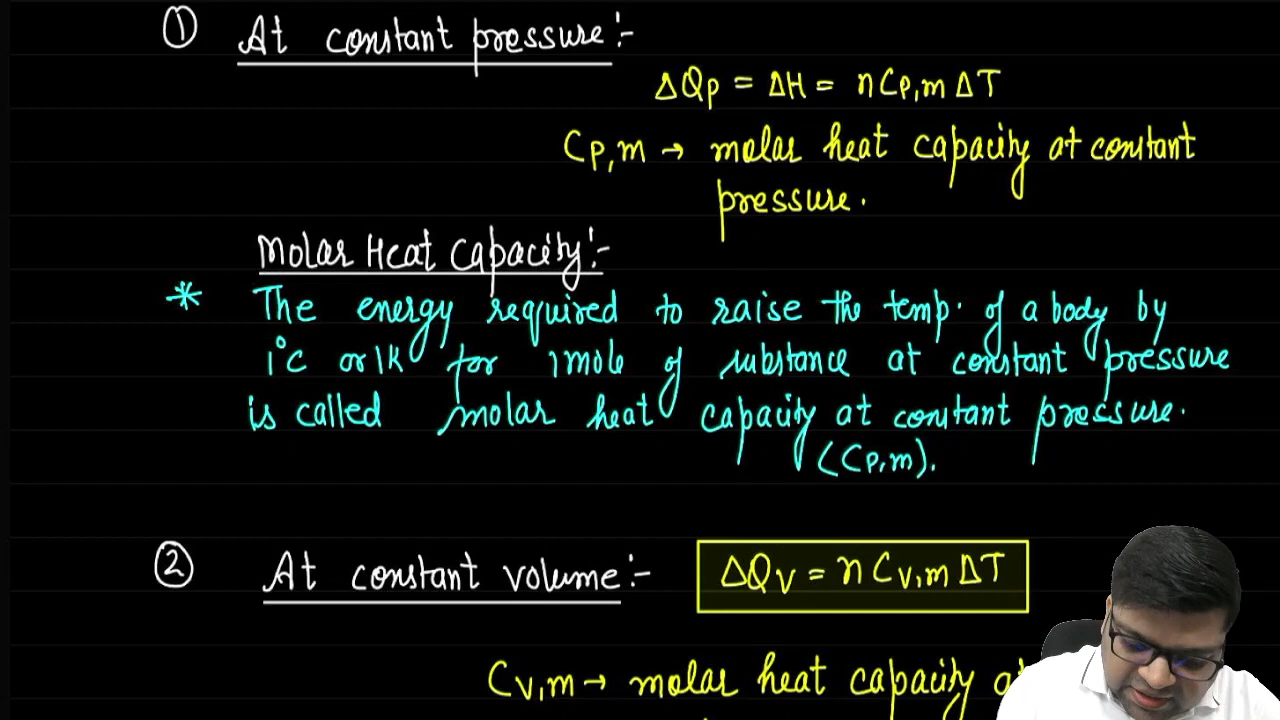 ① At constant pressure:-
ΔQp = ΔH = nCp,mΔT
Cp,m → molar heat capacity at constant
pressure.
Molar Heat Capacity:-
* The energy required to raise the temp. of a body by
1°C or 1K for 1mole of substance at constant pressure
is called molar heat capacity at constant pressure.
(Cp,m).
② At constant volume:- ΔQv = nCv,mΔT
Cv,m → molar heat capacity